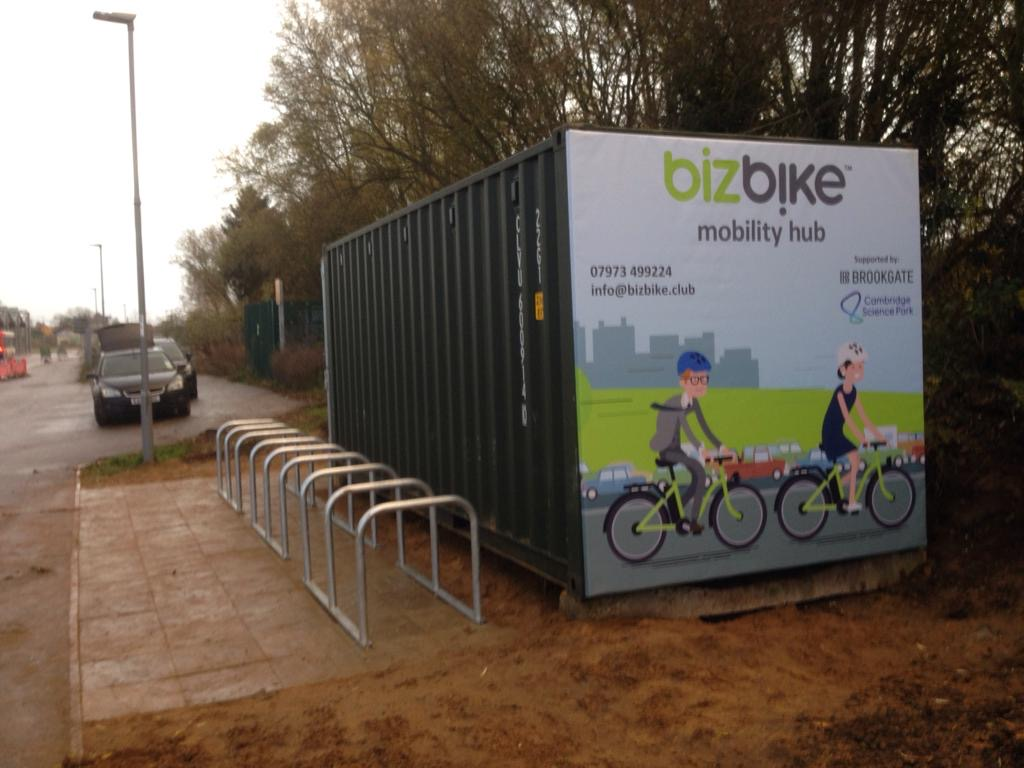 bizbike™
mobility hub
07973 499224
info@bizbike.club
Supported by:
BROOKGATE
Cambridge
Science Park